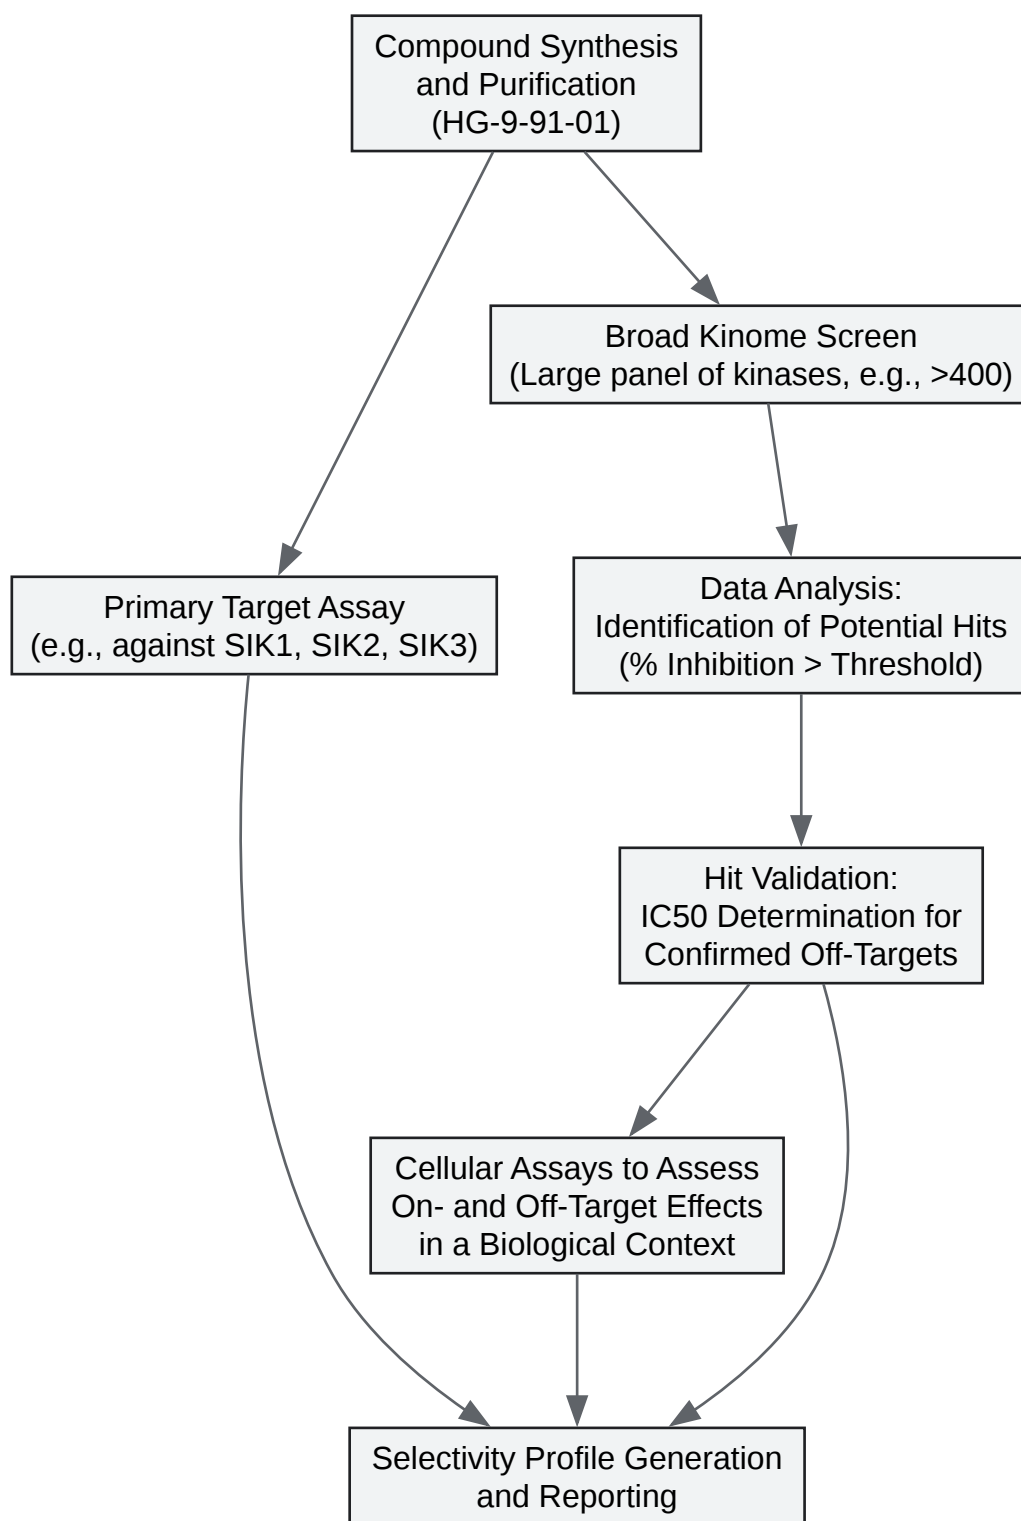 Compound Synthesis
and Purification
(HG-9-91-01)
Broad Kinome Screen
(Large panel of kinases, e.g., >400)
Primary Target Assay
(e.g., against SIK1, SIK2, SIK3)
Data Analysis:
Identification of Potential Hits
(% Inhibition > Threshold)
Hit Validation:
IC50 Determination for
Confirmed Off-Targets
Cellular Assays to Assess
On- and Off-Target Effects
in a Biological Context
Selectivity Profile Generation
and Reporting